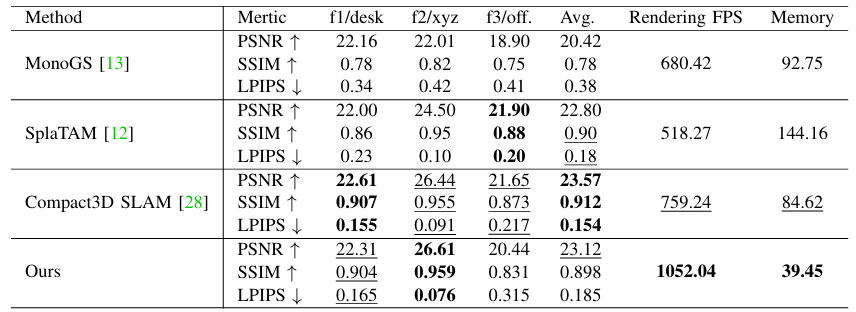 Method Mertic f1/desk f2/xyz f3/off. Avg. Rendering FPS Memory
PSNR ↑ 22.16 22.01 18.90 20.42
MonoGS [13] SSIM ↑ 0.78 0.82 0.75 0.78 680.42 92.75
LPIPS ↓ 0.34 0.42 0.41 0.38
PSNR ↑ 22.00 24.50 21.90 22.80
SplaTAM [12] SSIM ↑ 0.86 0.95 0.88 0.90 518.27 144.16
LPIPS ↓ 0.23 0.10 0.20 0.18
PSNR ↑ 22.61 26.44 21.65 23.57
Compact3D SLAM [28] SSIM ↑ 0.907 0.955 0.873 0.912 759.24 84.62
LPIPS ↓ 0.155 0.091 0.217 0.154
PSNR ↑ 22.31 26.61 20.44 23.12
Ours SSIM ↑ 0.904 0.959 0.831 0.898 1052.04 39.45
LPIPS ↓ 0.165 0.076 0.315 0.185